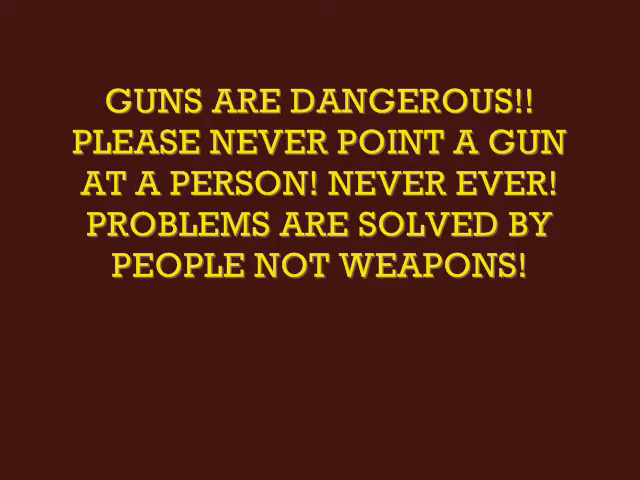 GUNS ARE DANGEROUS!!
PLEASE NEVER POINT A GUN
AT A PERSON! NEVER EVER!
PROBLEMS ARE SOLVED BY
PEOPLE NOT WEAPONS!